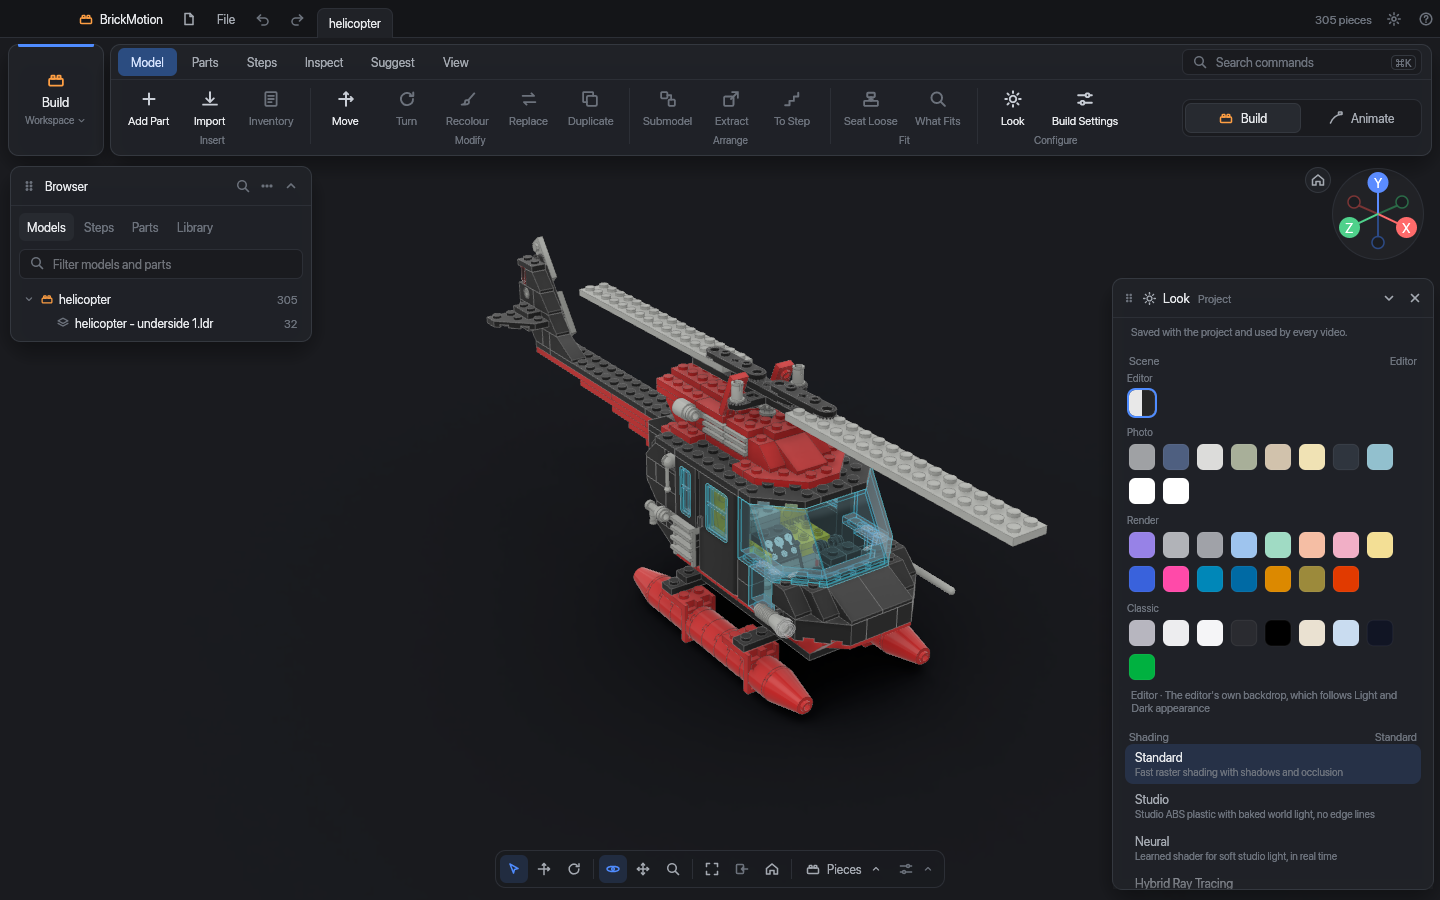 BrickMotion
File
helicopter
305 pieces
Build
Workspace
Model
Parts
Steps
Inspect
Suggest
View
Search commands
⌘K
Add Part
Import
Inventory
Insert
Move
Turn
Recolour
Replace
Duplicate
Modify
Submodel
Extract
To Step
Arrange
Seat Loose
What Fits
Fit
Look
Build Settings
Configure
Build
Animate
Browser
Models
Steps
Parts
Library
Filter models and parts
helicopter
305
helicopter - underside 1.ldr
32
Y
Z
X
Look
Project
Saved with the project and used by every video.
Scene
Editor
Editor
Photo
Render
Classic
Editor · The editor's own backdrop, which follows Light and
Dark appearance
Shading
Standard
Standard
Fast raster shading with shadows and occlusion
Studio
Studio ABS plastic with baked world light, no edge lines
Neural
Learned shader for soft studio light, in real time
Hybrid Ray Tracing
Pieces